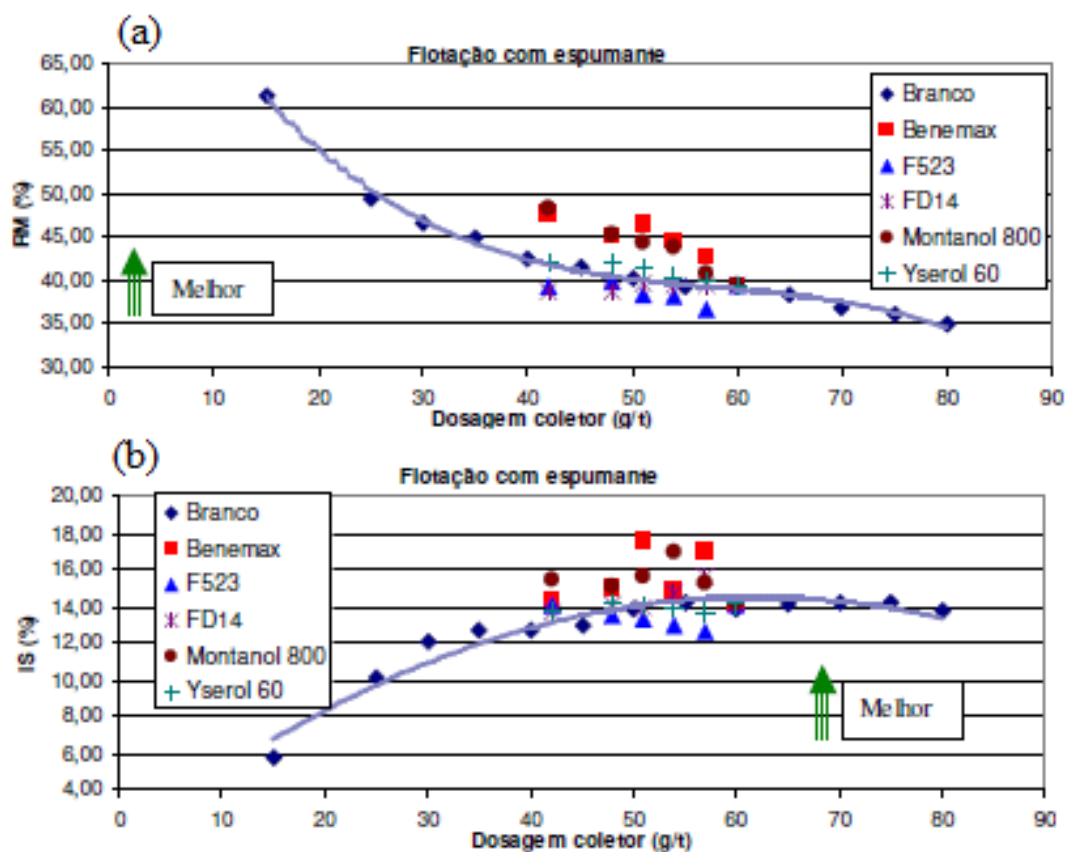 (a)
Flotação com espumante
65,00
60,00
55,00
50,00
45,00
40,00
35,00
30,00
RM (%)
Branco
Benemax
F523
FD14
Montanol 800
Yserol 60
Melhor
0 10 20 30 40 50 60 70 80 90
Dosagem coletor (g/t)
(b)
Flotação com espumante
20,00
18,00
16,00
14,00
12,00
10,00
8,00
6,00
4,00
IS (%)
Branco
Benemax
F523
FD14
Montanol 800
Yserol 60
Melhor
0 10 20 30 40 50 60 70 80 90
Dosagem coletor (g/t)